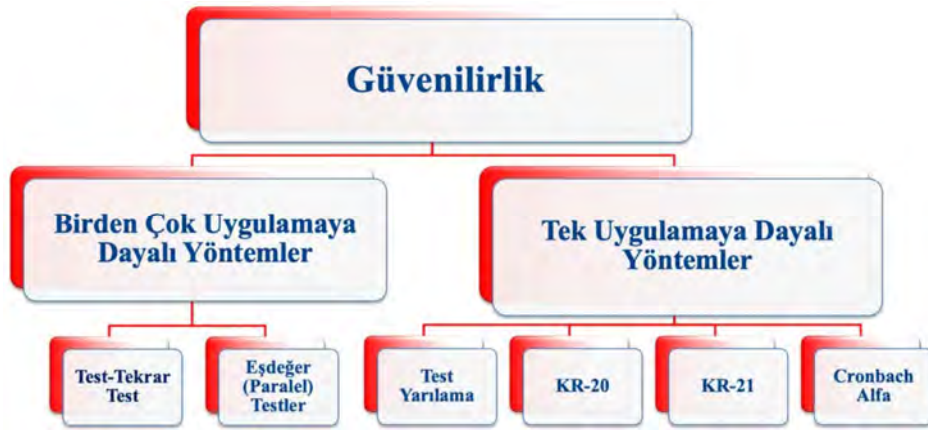 Güvenilirlik
Birden Çok Uygulamaya
Dayalı Yöntemler
Tek Uygulamaya Dayalı
Yöntemler
Test-Tekrar
Test
Eşdeğer
(Paralel)
Testler
Test
Yarılama
KR-20
KR-21
Cronbach
Alfa